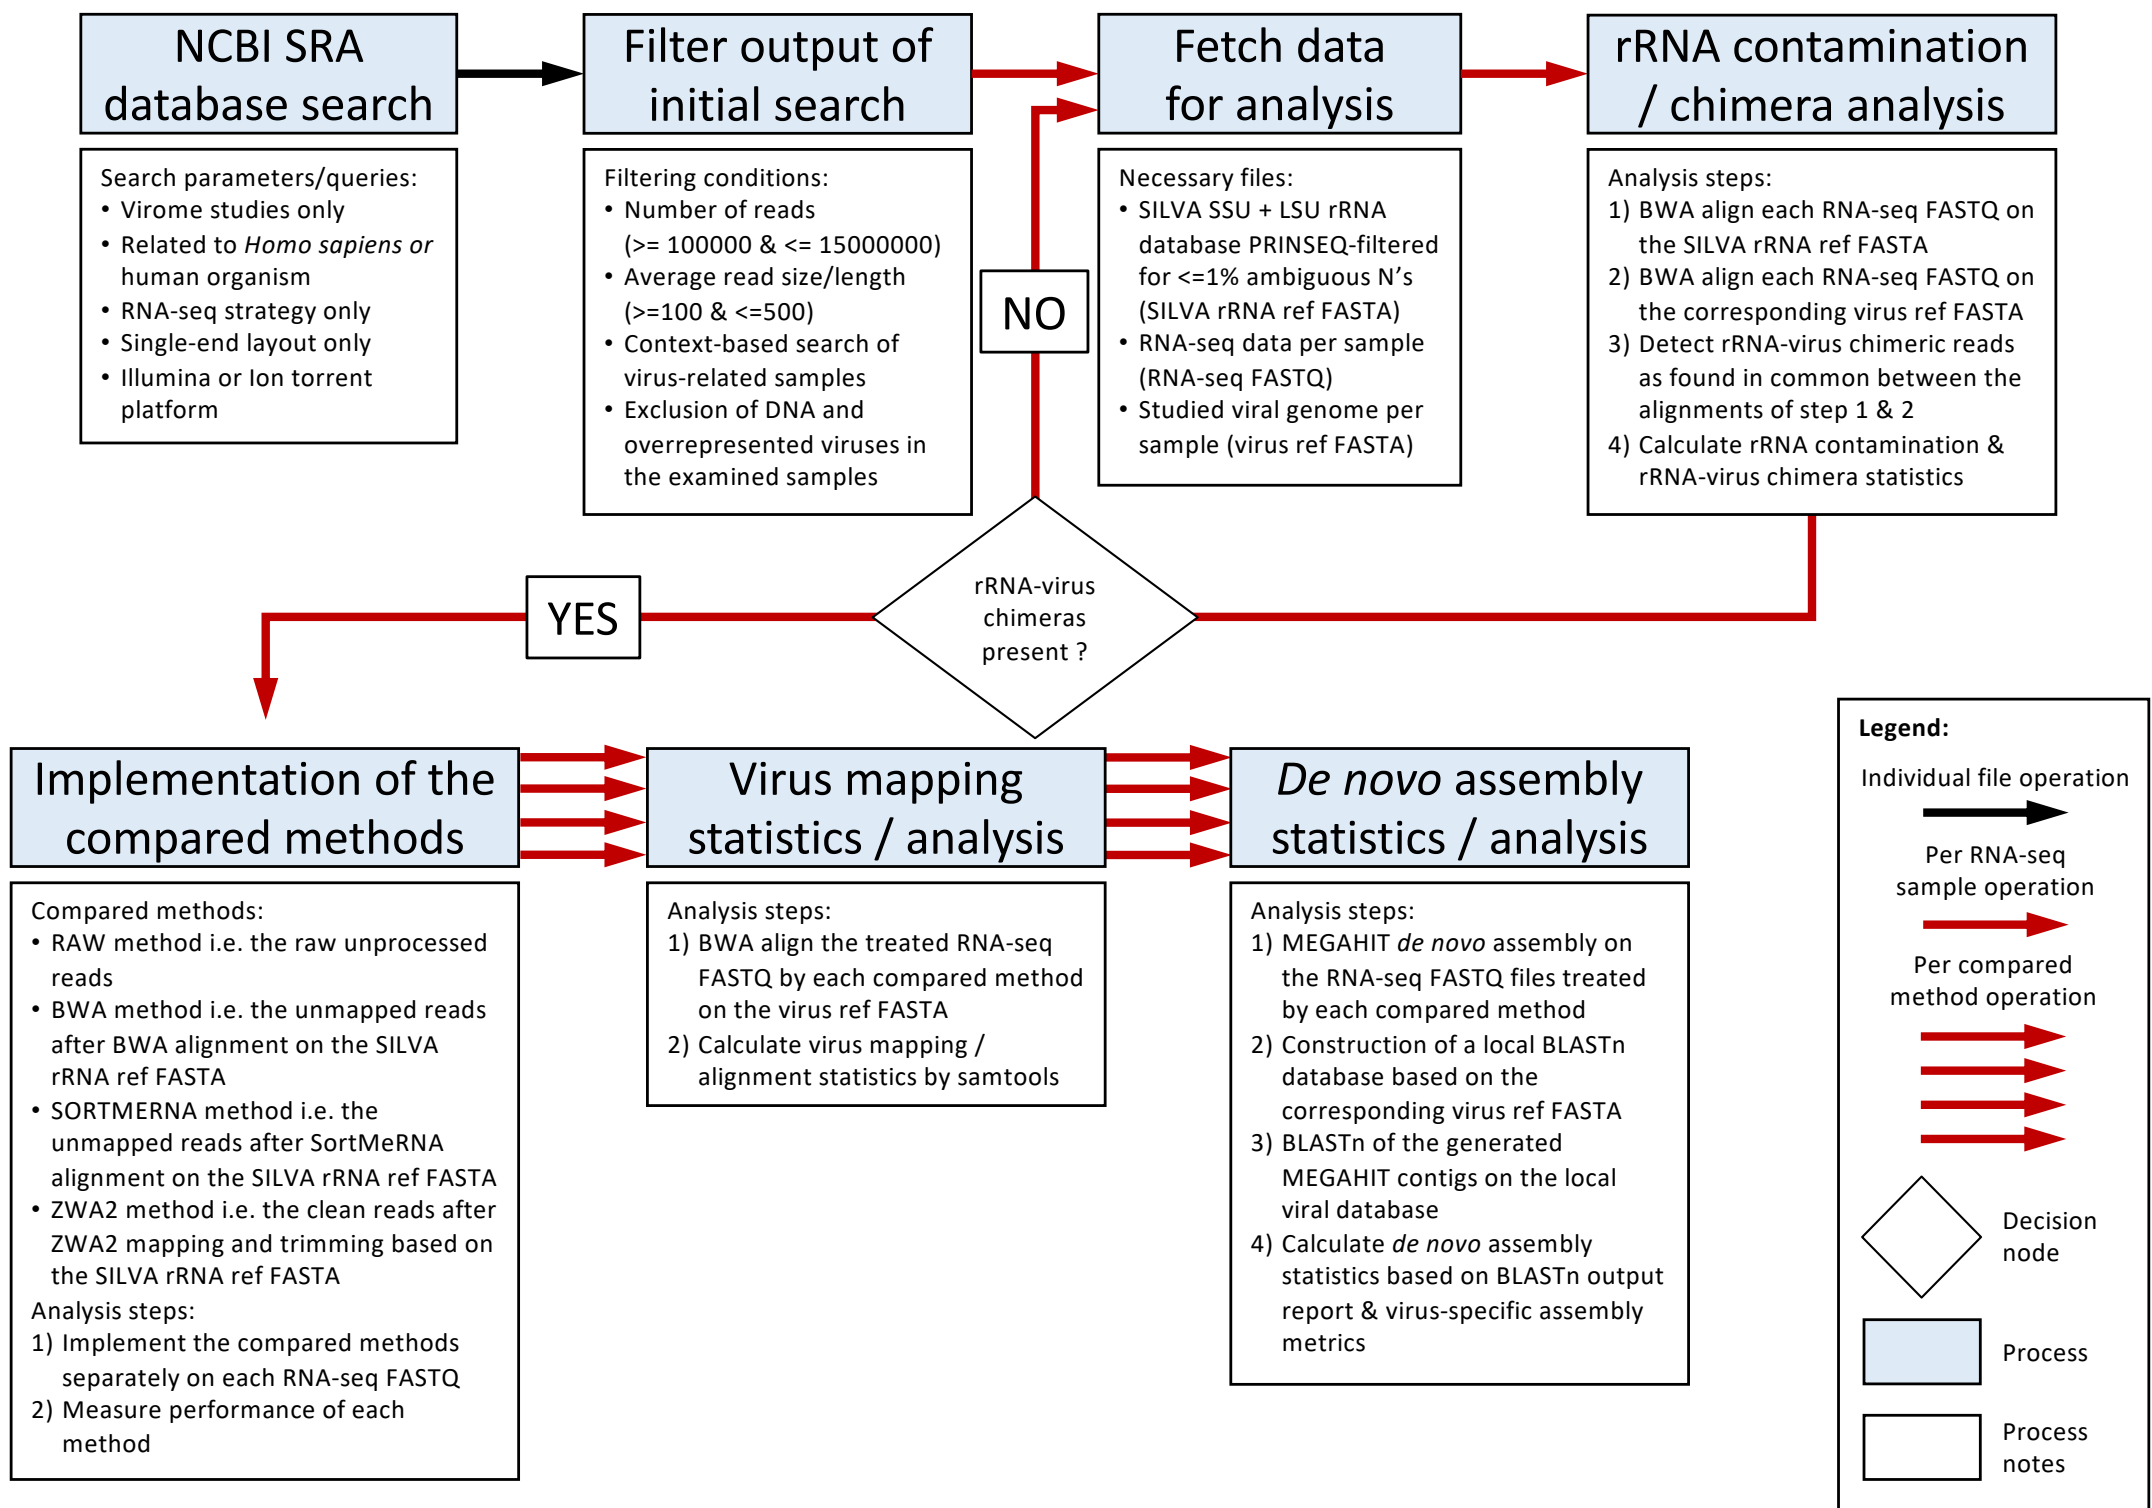 NCBI SRA
database search
Search parameters/queries:
• Virome studies only
• Related to Homo sapiens or
human organism
• RNA-seq strategy only
• Single-end layout only
• Illumina or Ion torrent
platform
Filter output of
initial search
Filtering conditions:
• Number of reads
(>= 100000 & <= 15000000)
• Average read size/length
(>=100 & <=500)
• Context-based search of
virus-related samples
• Exclusion of DNA and
overrepresented viruses in
the examined samples
Fetch data
for analysis
Necessary files:
• SILVA SSU + LSU rRNA
database PRINSEQ-filtered
for <=1% ambiguous N’s
(SILVA rRNA ref FASTA)
• RNA-seq data per sample
(RNA-seq FASTQ)
• Studied viral genome per
sample (virus ref FASTA)
rRNA contamination
/ chimera analysis
Analysis steps:
1) BWA align each RNA-seq FASTQ on
the SILVA rRNA ref FASTA
2) BWA align each RNA-seq FASTQ on
the corresponding virus ref FASTA
3) Detect rRNA-virus chimeric reads
as found in common between the
alignments of step 1 & 2
4) Calculate rRNA contamination &
rRNA-virus chimera statistics
NO
rRNA-virus
chimeras
present ?
YES
Implementation of the
compared methods
Compared methods:
• RAW method i.e. the raw unprocessed
reads
• BWA method i.e. the unmapped reads
after BWA alignment on the SILVA
rRNA ref FASTA
• SORTMERNA method i.e. the
unmapped reads after SortMeRNA
alignment on the SILVA rRNA ref FASTA
• ZWA2 method i.e. the clean reads after
ZWA2 mapping and trimming based on
the SILVA rRNA ref FASTA
Analysis steps:
1) Implement the compared methods
separately on each RNA-seq FASTQ
2) Measure performance of each
method
Virus mapping
statistics / analysis
Analysis steps:
1) BWA align the treated RNA-seq
FASTQ by each compared method
on the virus ref FASTA
2) Calculate virus mapping /
alignment statistics by samtools
De novo assembly
statistics / analysis
Analysis steps:
1) MEGAHIT de novo assembly on
the RNA-seq FASTQ files treated
by each compared method
2) Construction of a local BLASTn
database based on the
corresponding virus ref FASTA
3) BLASTn of the generated
MEGAHIT contigs on the local
viral database
4) Calculate de novo assembly
statistics based on BLASTn output
report & virus-specific assembly
metrics
Legend:
Individual file operation
Per RNA-seq
sample operation
Per compared
method operation
Decision
node
Process
Process
notes